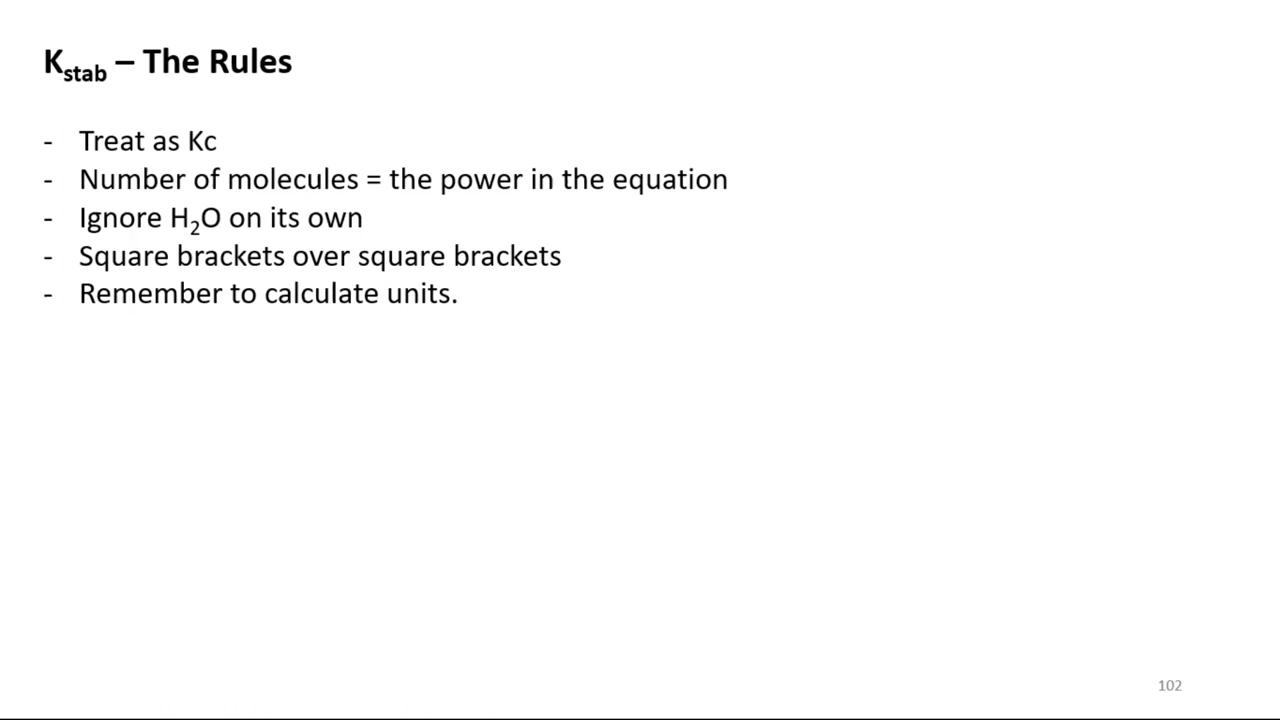 Kstab – The Rules
- Treat as Kc
- Number of molecules = the power in the equation
- Ignore H2O on its own
- Square brackets over square brackets
- Remember to calculate units.
102